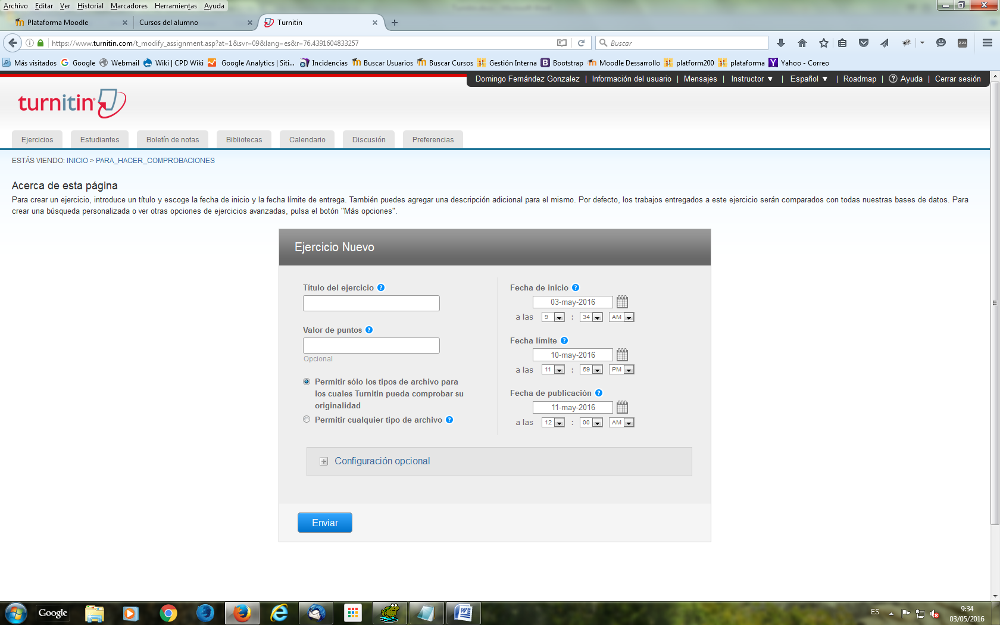 Archivo Editar Ver Historial Marcadores Herramientas Ayuda
Plataforma Moodle Cursos del alumno Turnitin
https://www.turnitin.com/t_modify_assignment.asp?at=1&svr=09&lang=es&r=76.4391604833257
Buscar
Más visitados Google Webmail Wiki | CPD Wiki Google Analytics | Siti... Incidencias Buscar Usuarios Buscar Cursos Gestión Interna Bootstrap Moodle Dessarrollo platform200 plataforma Yahoo - Correo
Domingo Fernández Gonzalez | Información del usuario | Mensajes | Instructor ▼ | Español ▼ | Roadmap | ? Ayuda | Cerrar sesión
turnitin
Ejercicios Estudiantes Boletín de notas Bibliotecas Calendario Discusión Preferencias
ESTÁS VIENDO: INICIO > PARA_HACER_COMPROBACIONES
Acerca de esta página
Para crear un ejercicio, introduce un título y escoge la fecha de inicio y la fecha límite de entrega. También puedes agregar una descripción adicional para el mismo. Por defecto, los trabajos entregados a este ejercicio serán comparados con todas nuestras bases de datos. Para
crear una búsqueda personalizada o ver otras opciones de ejercicios avanzadas, pulsa el botón "Más opciones".
Ejercicio Nuevo
Título del ejercicio ?
Valor de puntos ?
Opcional
Permitir sólo los tipos de archivo para
los cuales Turnitin pueda comprobar su
originalidad
Permitir cualquier tipo de archivo ?
Fecha de inicio ?
03-may-2016
a las 9 : 34 AM
Fecha límite ?
10-may-2016
a las 11 : 59 PM
Fecha de publicación ?
11-may-2016
a las 12 : 00 AM
+ Configuración opcional
Enviar
Google
ES
9:34
03/05/2016